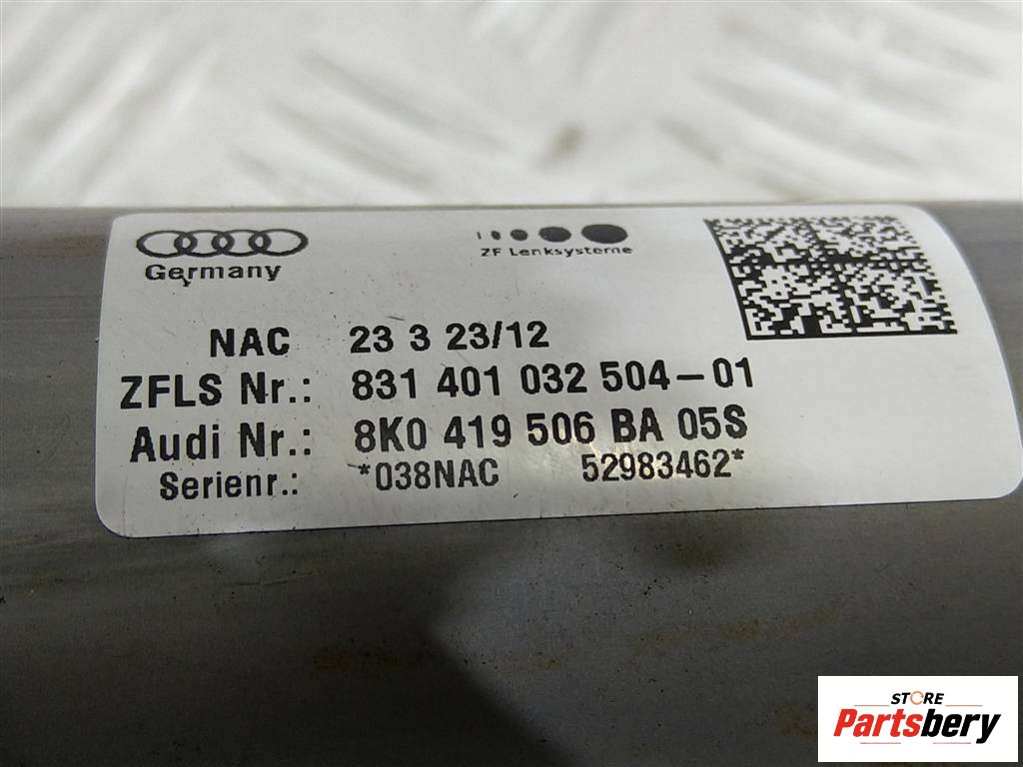 Germany
ZF Lenksysteme
NAC 23 3 23/12
ZFLS Nr.: 831 401 032 504-01
Audi Nr.: 8K0 419 506 BA 05S
Serienr.: *038NAC 52983462*
STORE
Partsbery